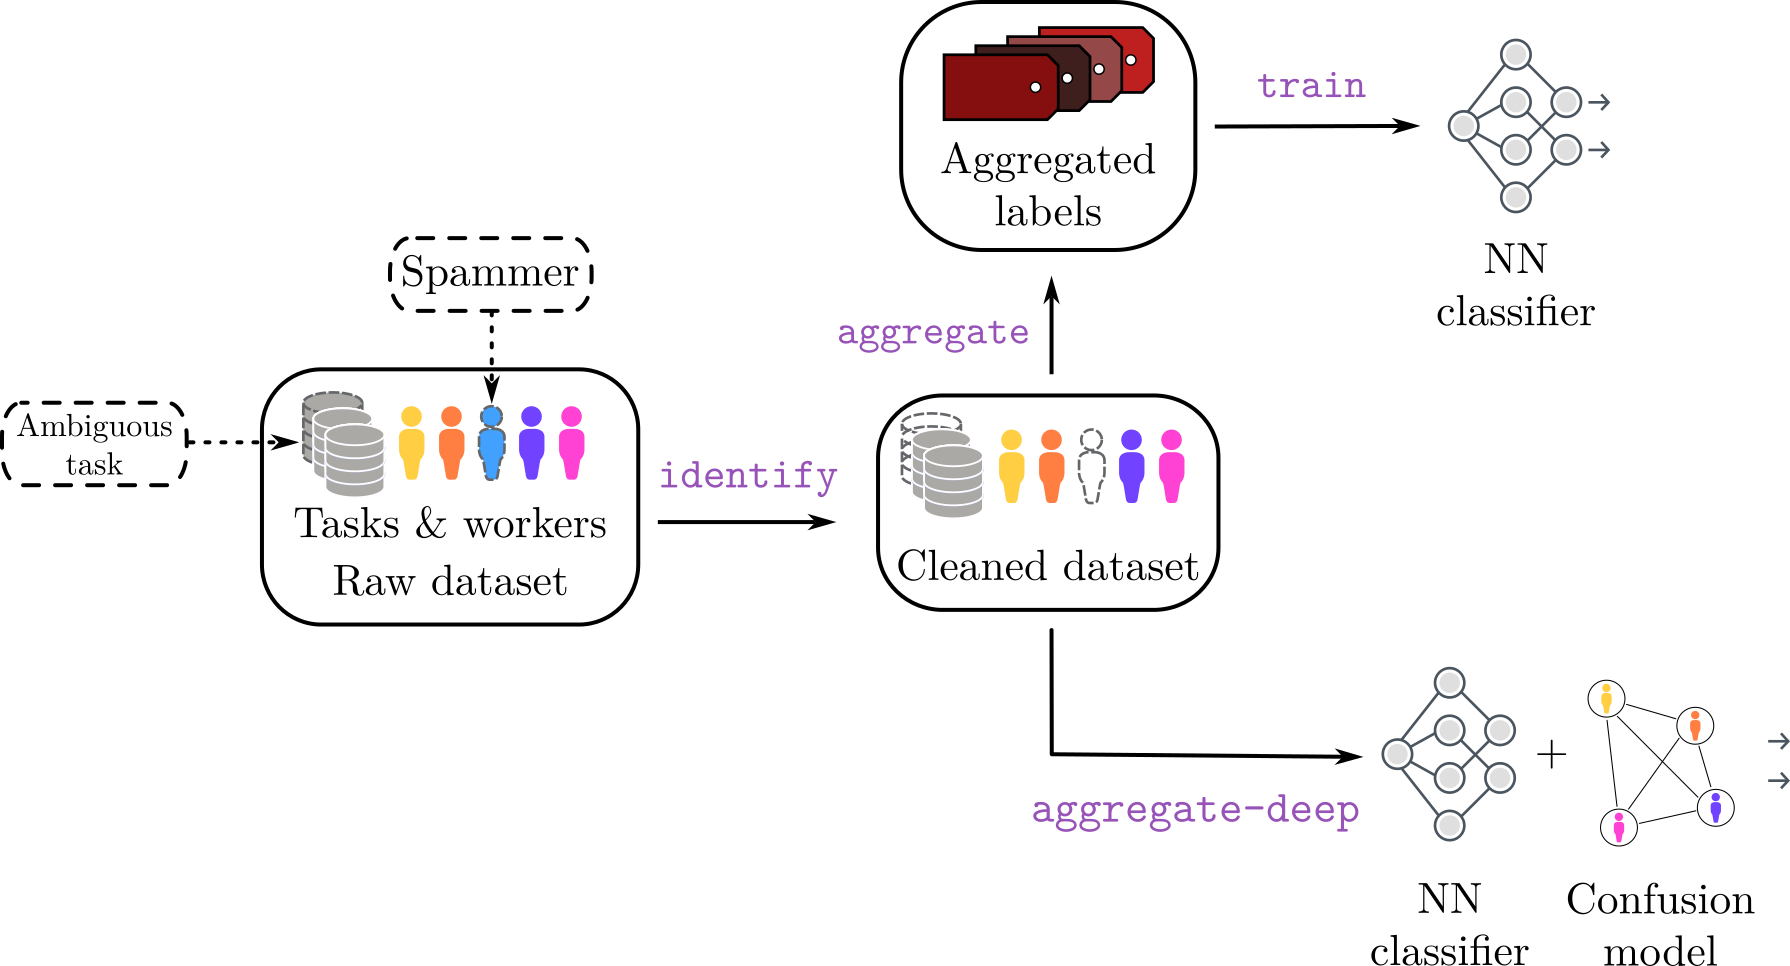 Spammer
Ambiguous
task
Tasks & workers
Raw dataset
identify
Cleaned dataset
aggregate
Aggregated
labels
train
NN
classifier
aggregate-deep
+
NN
classifier
Confusion
model